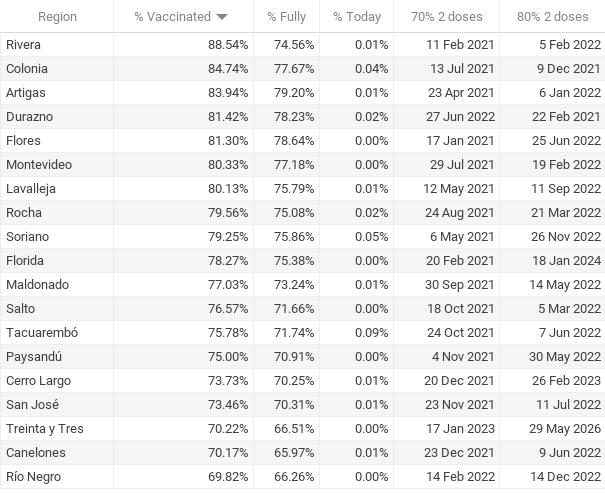 Region % Vaccinated % Fully % Today 70% 2 doses 80% 2 doses
Rivera 88.54% 74.56% 0.01% 11 Feb 2021 5 Feb 2022
Colonia 84.74% 77.67% 0.04% 13 Jul 2021 9 Dec 2021
Artigas 83.94% 79.20% 0.01% 23 Apr 2021 6 Jan 2022
Durazno 81.42% 78.23% 0.02% 27 Jun 2022 22 Feb 2021
Flores 81.30% 78.64% 0.00% 17 Jan 2021 25 Jun 2022
Montevideo 80.33% 77.18% 0.00% 29 Jul 2021 19 Feb 2022
Lavalleja 80.13% 75.79% 0.01% 12 May 2021 11 Sep 2022
Rocha 79.56% 75.08% 0.02% 24 Aug 2021 21 Mar 2022
Soriano 79.25% 75.86% 0.05% 6 May 2021 26 Nov 2022
Florida 78.27% 75.38% 0.00% 20 Feb 2021 18 Jan 2024
Maldonado 77.03% 73.24% 0.01% 30 Sep 2021 14 May 2022
Salto 76.57% 71.66% 0.00% 18 Oct 2021 5 Mar 2022
Tacuarembó 75.78% 71.74% 0.09% 24 Oct 2021 7 Jun 2022
Paysandú 75.00% 70.91% 0.00% 4 Nov 2021 30 May 2022
Cerro Largo 73.73% 70.25% 0.01% 20 Dec 2021 26 Feb 2023
San José 73.46% 70.31% 0.01% 23 Nov 2021 11 Jul 2022
Treinta y Tres 70.22% 66.51% 0.00% 17 Jan 2023 29 May 2026
Canelones 70.17% 65.97% 0.01% 23 Dec 2021 9 Jun 2022
Río Negro 69.82% 66.26% 0.00% 14 Feb 2022 14 Dec 2022